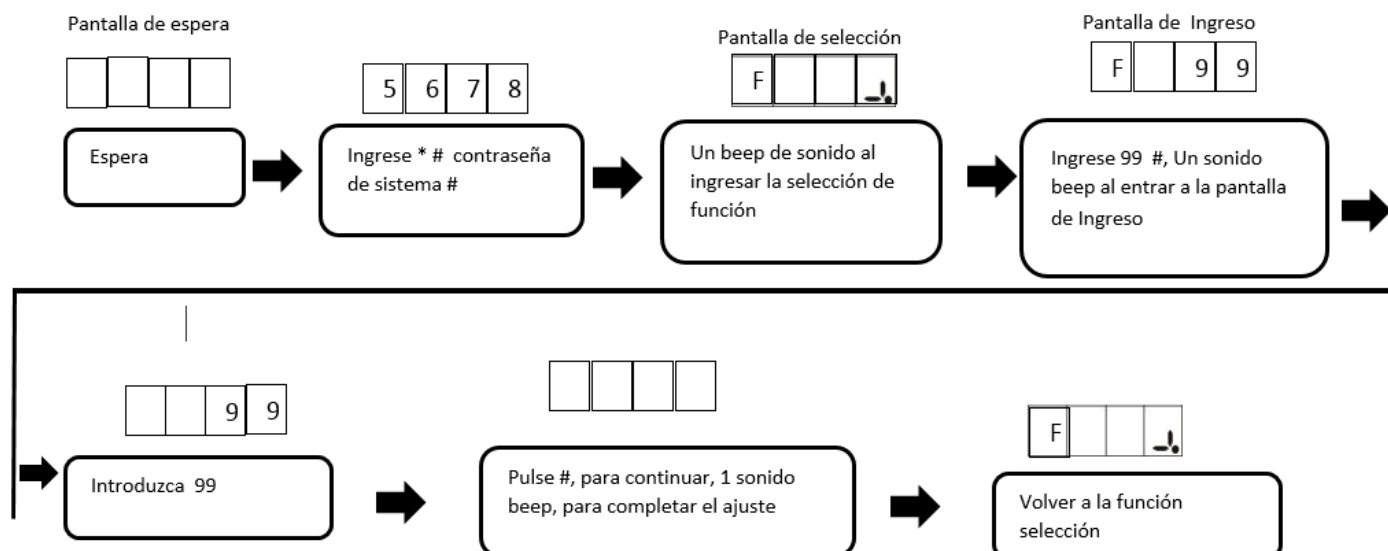 Pantalla de espera
Espera
5 6 7 8
Ingrese * # contraseña
de sistema #
Pantalla de selección
F
Un beep de sonido al
ingresar la selección de
función
Pantalla de Ingreso
F 9 9
Ingrese 99 #, Un sonido
beep al entrar a la pantalla
de Ingreso
9 9
Introduzca 99
Pulse #, para continuar, 1 sonido
beep, para completar el ajuste
F
Volver a la función
selección